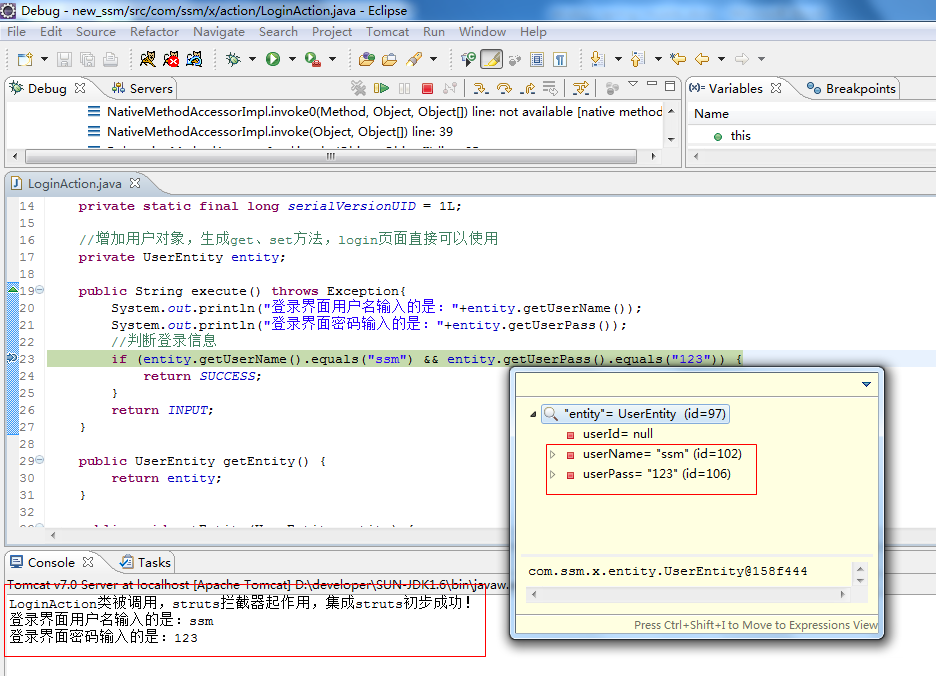 Debug - new_ssm/src/com/ssm/x/action/LoginAction.java - Eclipse
File Edit Source Refactor Navigate Search Project Tomcat Run Window Help
Debug Servers
NativeMethodAccessorImpl.invoke0(Method, Object, Object[]) line: not available [native method
NativeMethodAccessorImpl.invoke(Object, Object[]) line: 39
(x)= Variables Breakpoints
Name
this
LoginAction.java
14 private static final long serialVersionUID = 1L;
15
16 //增加用户对象，生成get、set方法，login页面直接可以使用
17 private UserEntity entity;
18
19 public String execute() throws Exception{
20 System.out.println("登录界面用户名输入的是："+entity.getUserName());
21 System.out.println("登录界面密码输入的是："+entity.getUserPass());
22 //判断登录信息
23 if (entity.getUserName().equals("ssm") && entity.getUserPass().equals("123")) {
24 return SUCCESS;
25 }
26 return INPUT;
27 }
28
29 public UserEntity getEntity() {
30 return entity;
31 }
32
"entity"= UserEntity (id=97)
userId= null
userName= "ssm" (id=102)
userPass= "123" (id=106)
com.ssm.x.entity.UserEntity@158f444
Press Ctrl+Shift+I to Move to Expressions View
Console Tasks
Tomcat v7.0 Server at localhost [Apache Tomcat] D:\developer\SUN-JDK1.6\bin\javaw.
LoginAction类被调用，struts拦截器起作用，集成struts初步成功！
登录界面用户名输入的是：ssm
登录界面密码输入的是：123